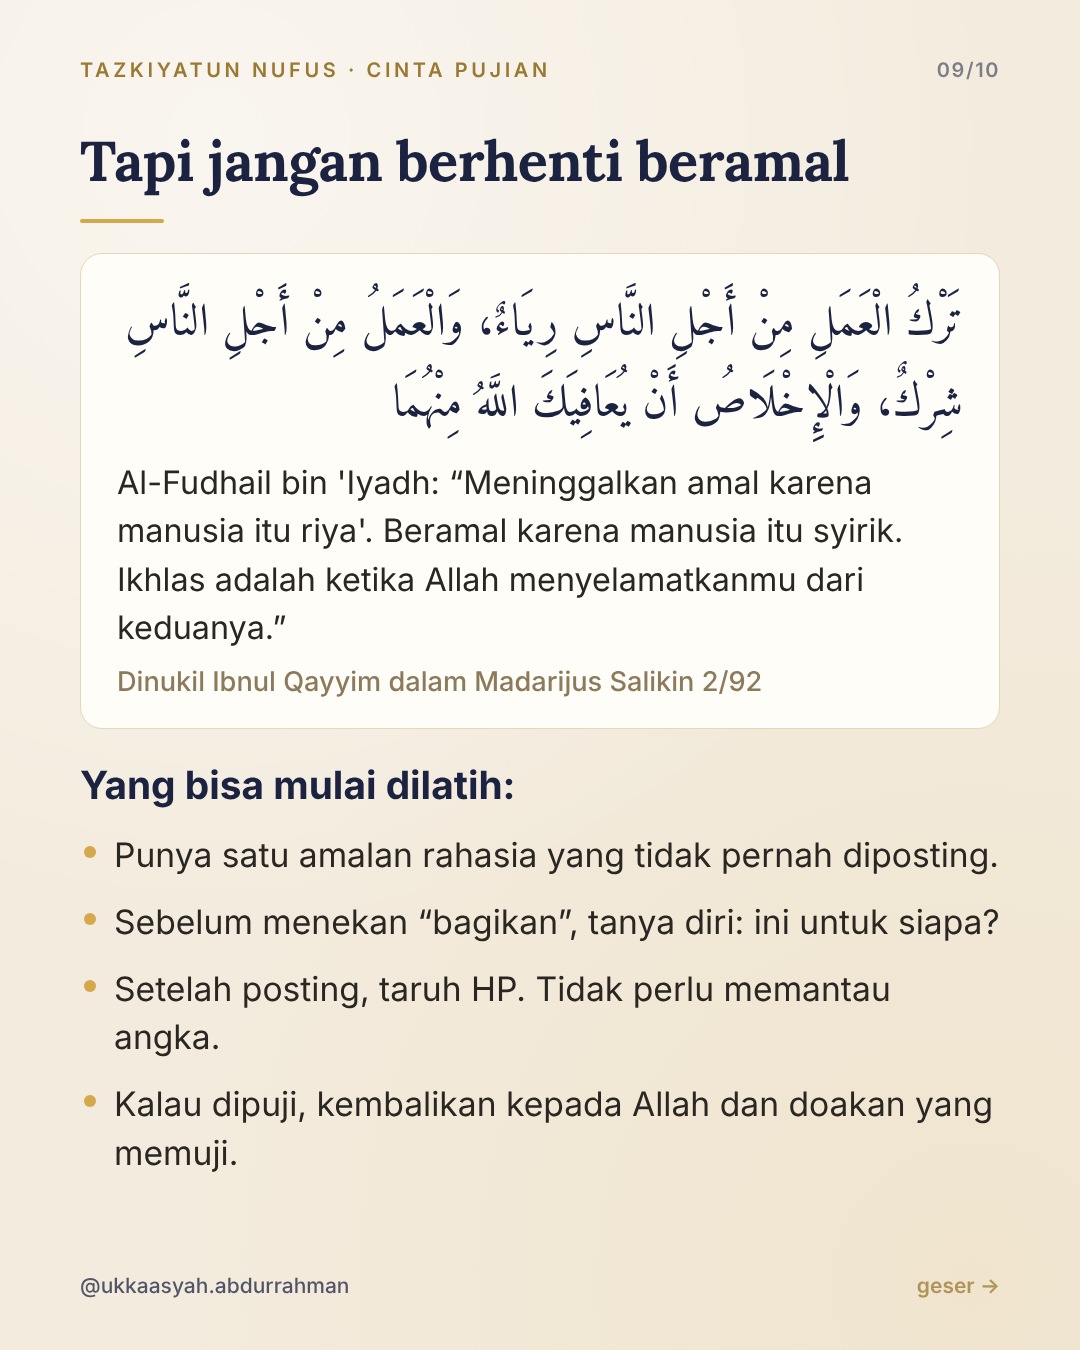 TAZKIYATUN NUFUS · CINTA PUJIAN
09/10
Tapi jangan berhenti beramal
تَرْكُ الْعَمَلِ مِنْ أَجْلِ النَّاسِ رِيَاءٌ، وَالْعَمَلُ مِنْ أَجْلِ النَّاسِ
شِرْكٌ، وَالْإِخْلَاصُ أَنْ يُعَافِيَكَ اللَّهُ مِنْهُمَا
Al-Fudhail bin 'Iyadh: “Meninggalkan amal karena
manusia itu riya'. Beramal karena manusia itu syirik.
Ikhlas adalah ketika Allah menyelamatkanmu dari
keduanya.”
Dinukil Ibnul Qayyim dalam Madarijus Salikin 2/92
Yang bisa mulai dilatih:
• Punya satu amalan rahasia yang tidak pernah diposting.
• Sebelum menekan “bagikan”, tanya diri: ini untuk siapa?
• Setelah posting, taruh HP. Tidak perlu memantau
angka.
• Kalau dipuji, kembalikan kepada Allah dan doakan yang
memuji.
@ukkaasyah.abdurrahman
geser →